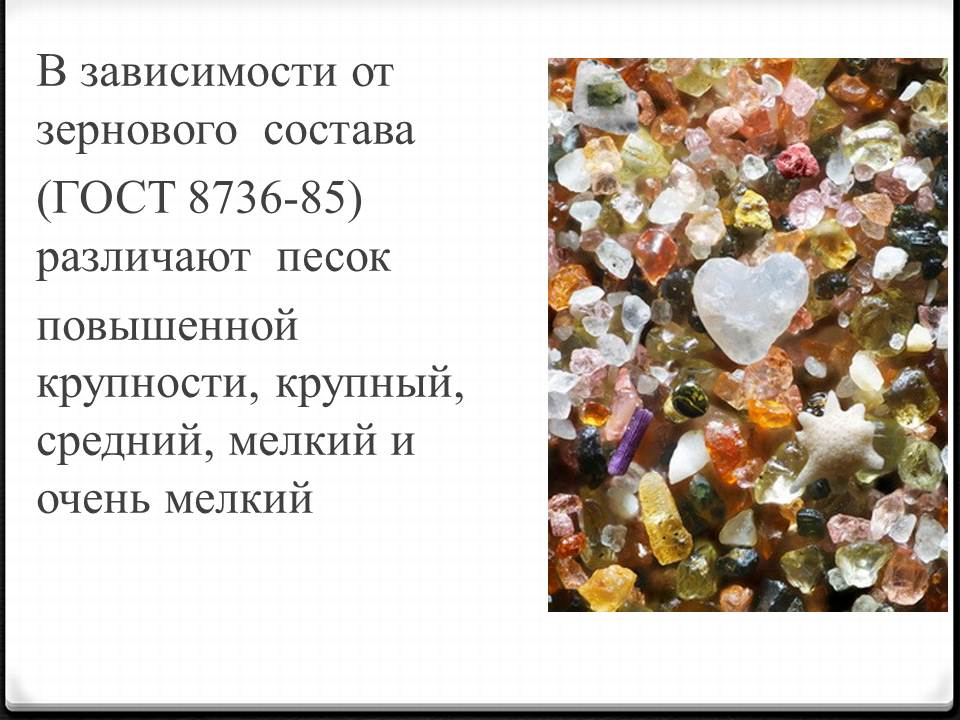 В зависимости от
зернового  состава
(ГОСТ 8736-85)
различают  песок
повышенной
крупности, крупный,
средний, мелкий и
очень мелкий